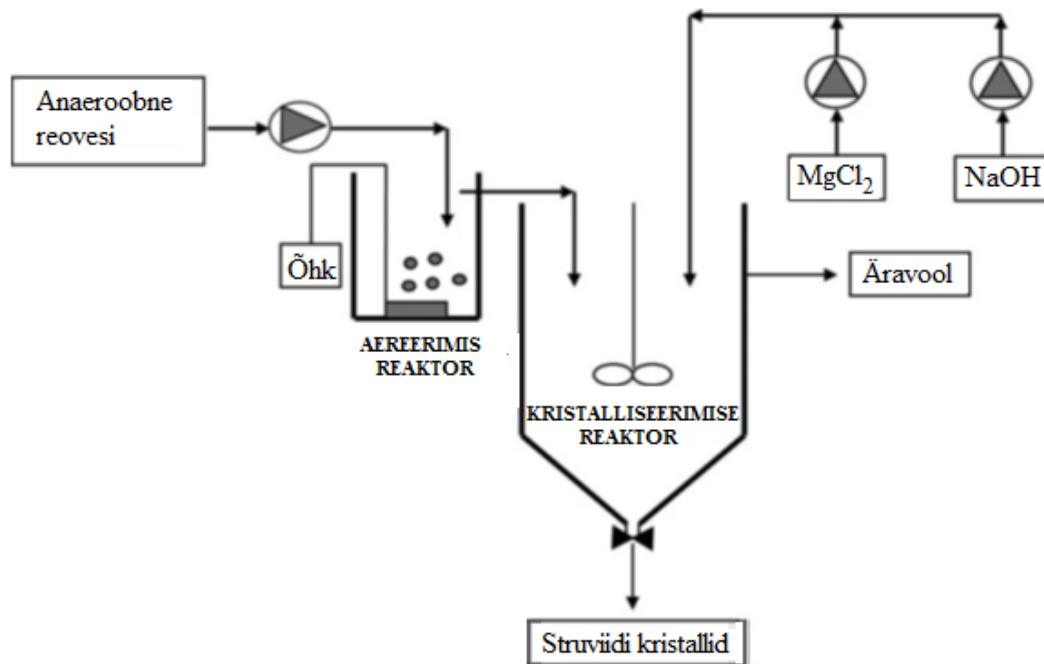 Anaeroobne
reovesi
MgCl₂
NaOH
Õhk
Äravool
AEREERIMIS
REAKTOR
KRISTALLISEERIMISE
REAKTOR
Struviidi kristallid